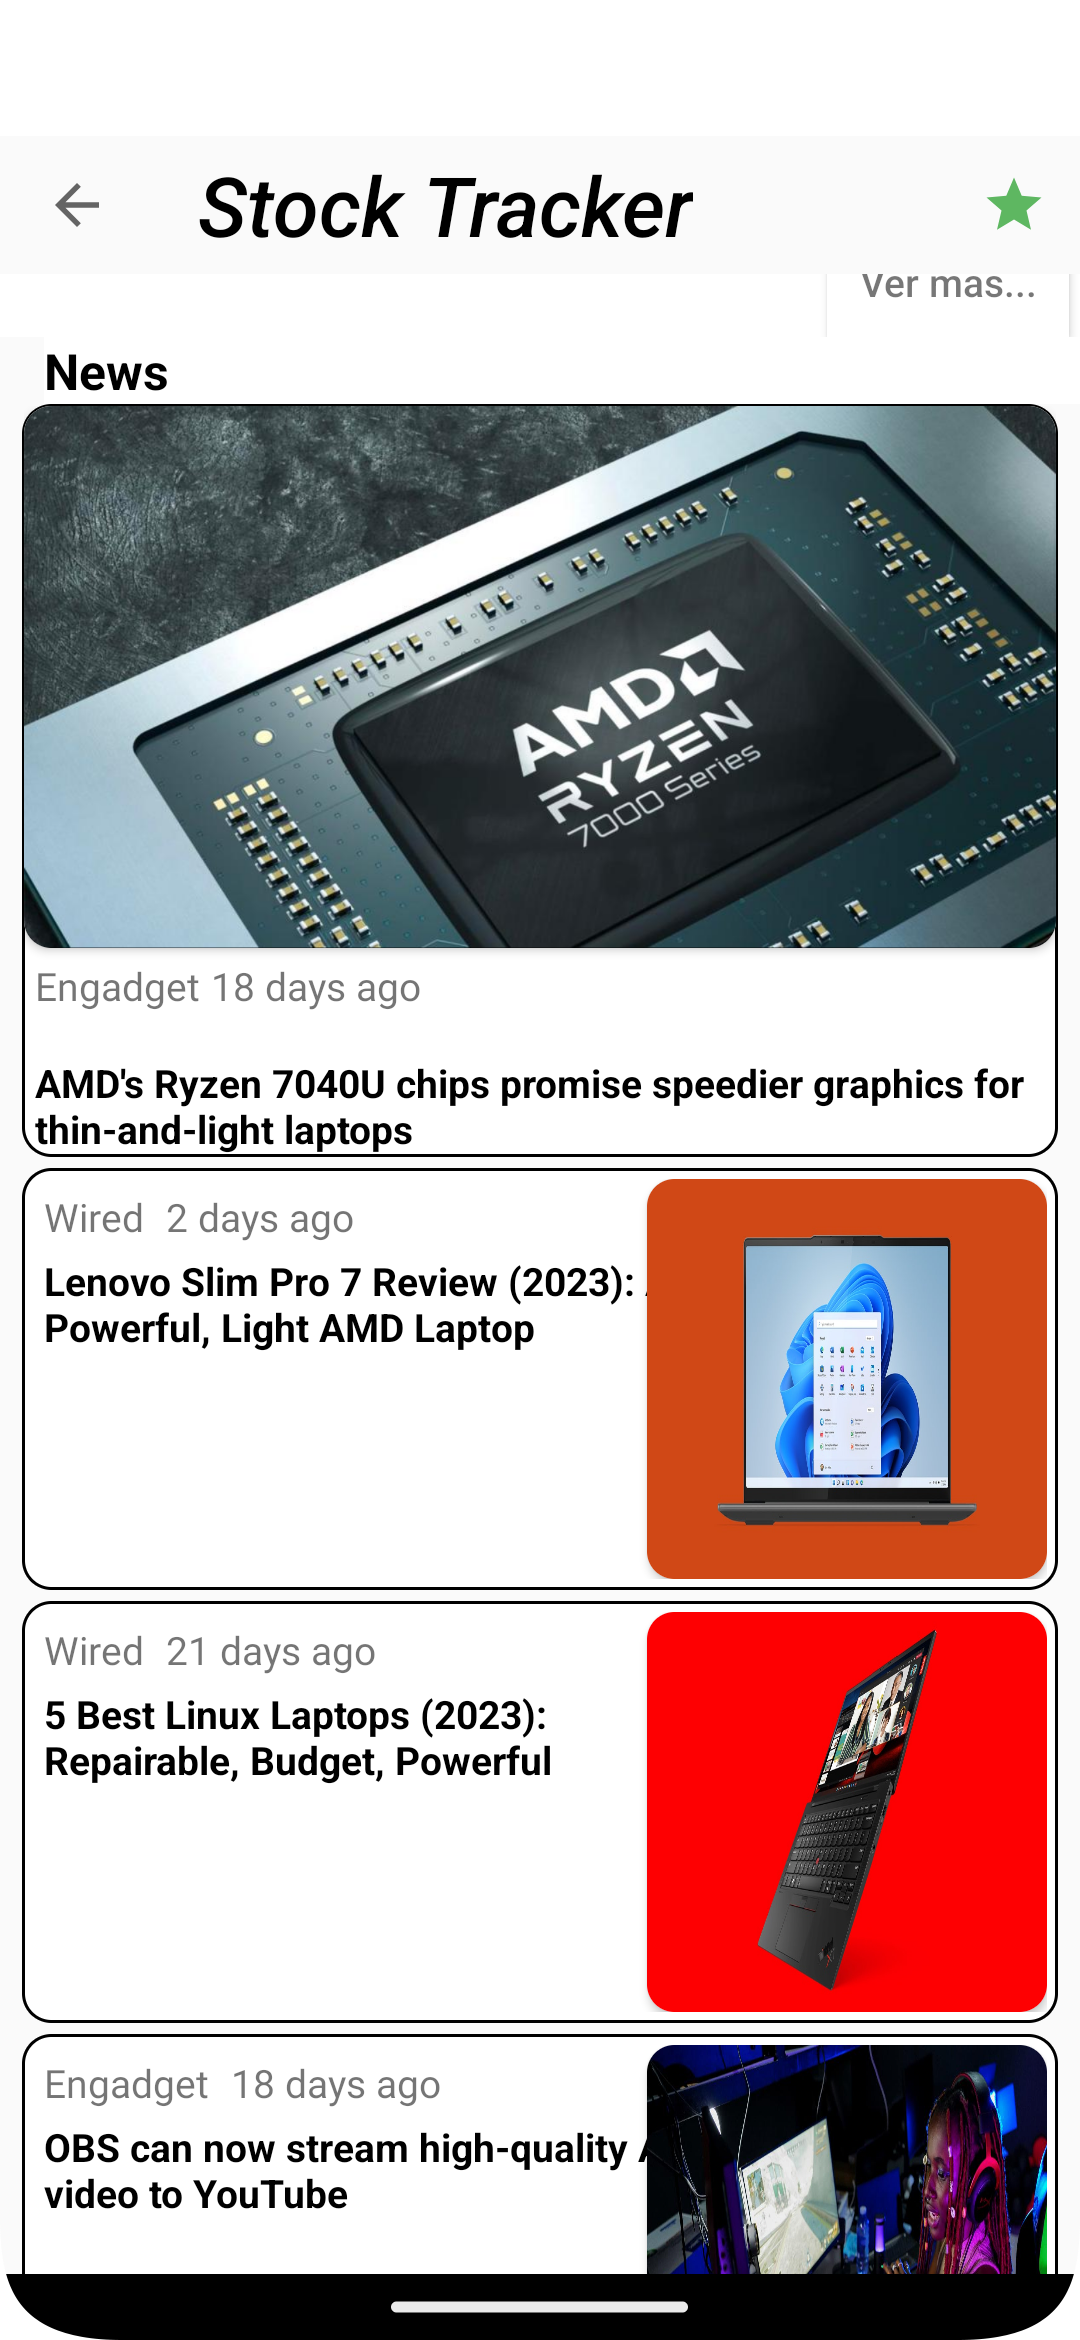 Stock Tracker
Ver mas...
News
AMD
RYZEN
7000 Series
Engadget 18 days ago
AMD's Ryzen 7040U chips promise speedier graphics for
thin-and-light laptops
Wired 2 days ago
Lenovo Slim Pro 7 Review (2023):
Powerful, Light AMD Laptop
Wired 21 days ago
5 Best Linux Laptops (2023):
Repairable, Budget, Powerful
Engadget 18 days ago
OBS can now stream high-quality
video to YouTube